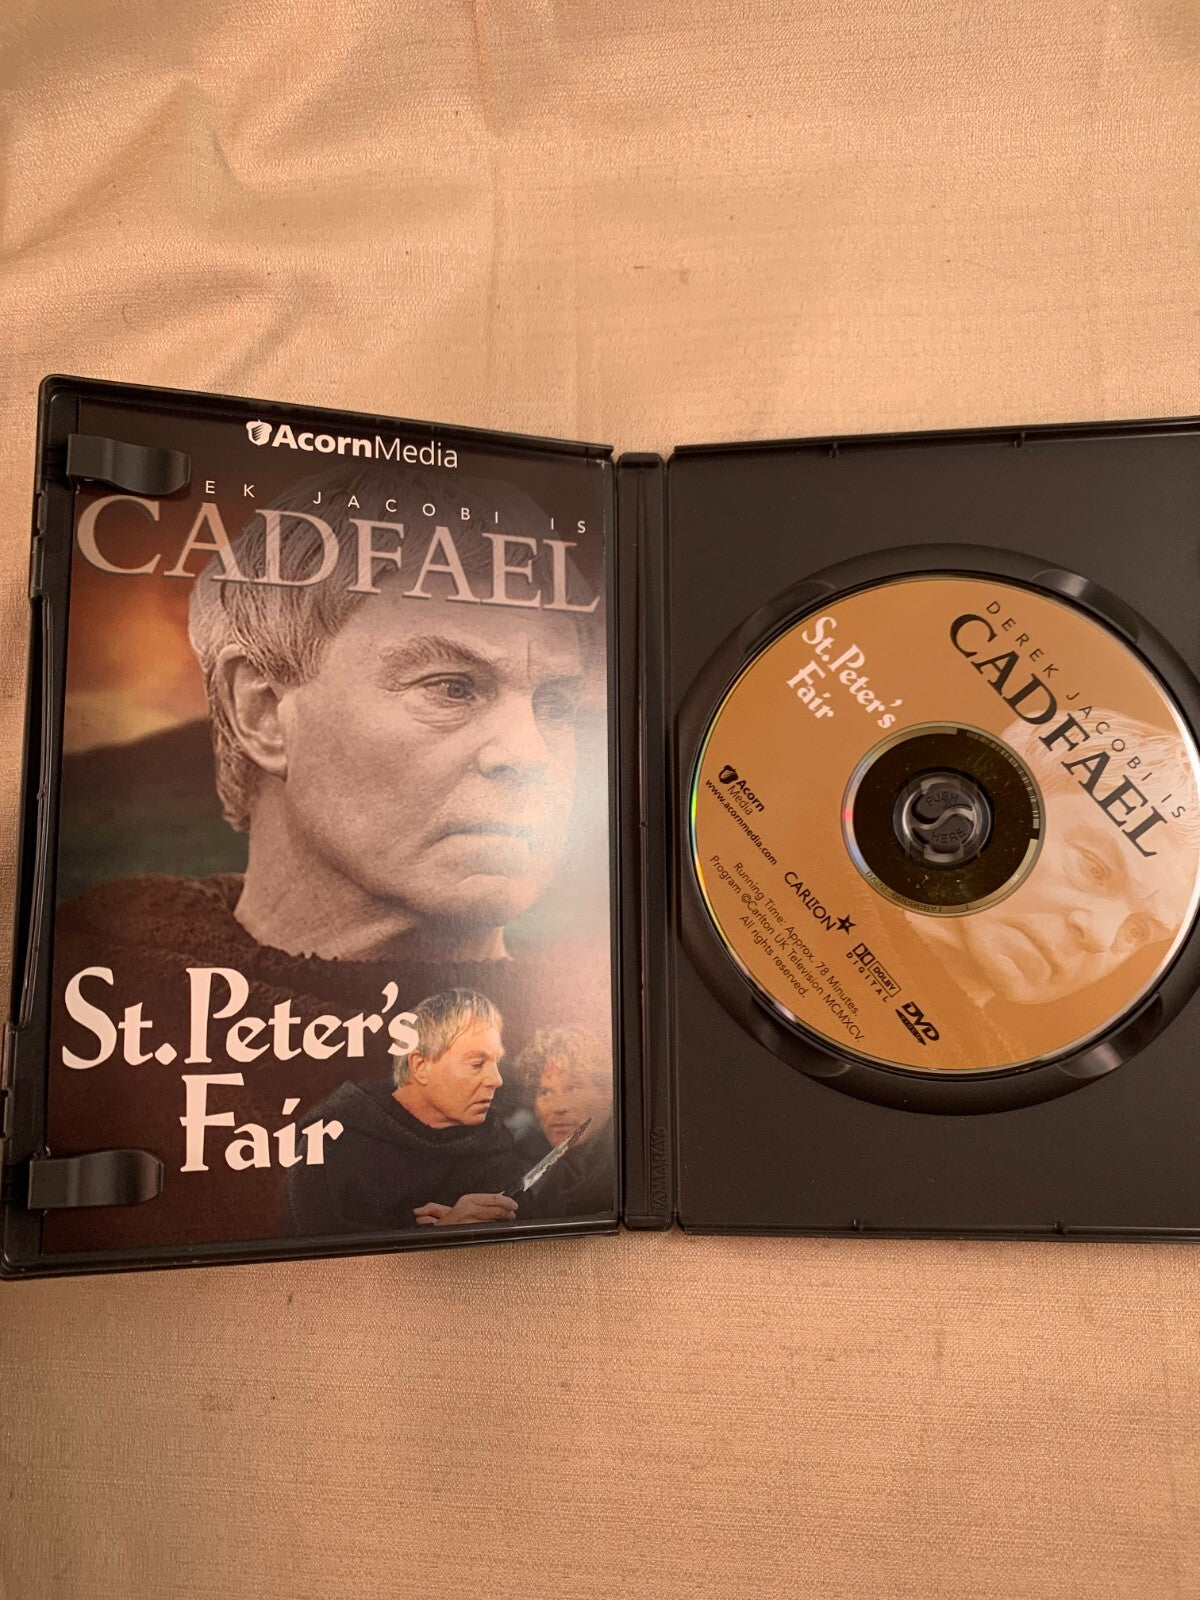 AcornMedia
EK JACOBI IS
CADFAEL
St. Peter's
Fair
DEREK JACOBI IS
CADFAEL
St. Peter's
Fair
Acorn
Media
www.acornmedia.com
CARLTON
Running Time: Approx. 78 Minutes.
Program ©Carlton UK Television MCMXCV.
All rights reserved.
DOLBY
DIGITAL
DVD
PUSH
HERE
AMARAY